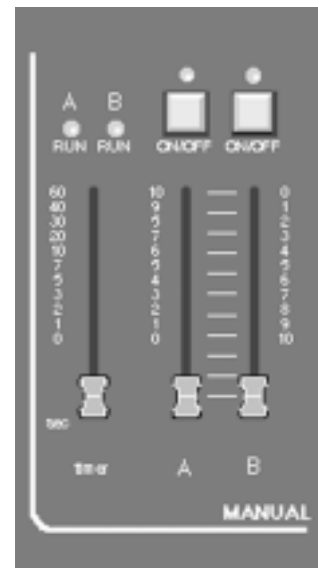 A B
RUN RUN ON/OFF ON/OFF
60 10 0
40 9 1
30 8 2
20 7 3
10 6 4
7 5 5
5 4 6
3 3 7
2 2 8
1 1 9
0 0 10
sec
timer A B
MANUAL